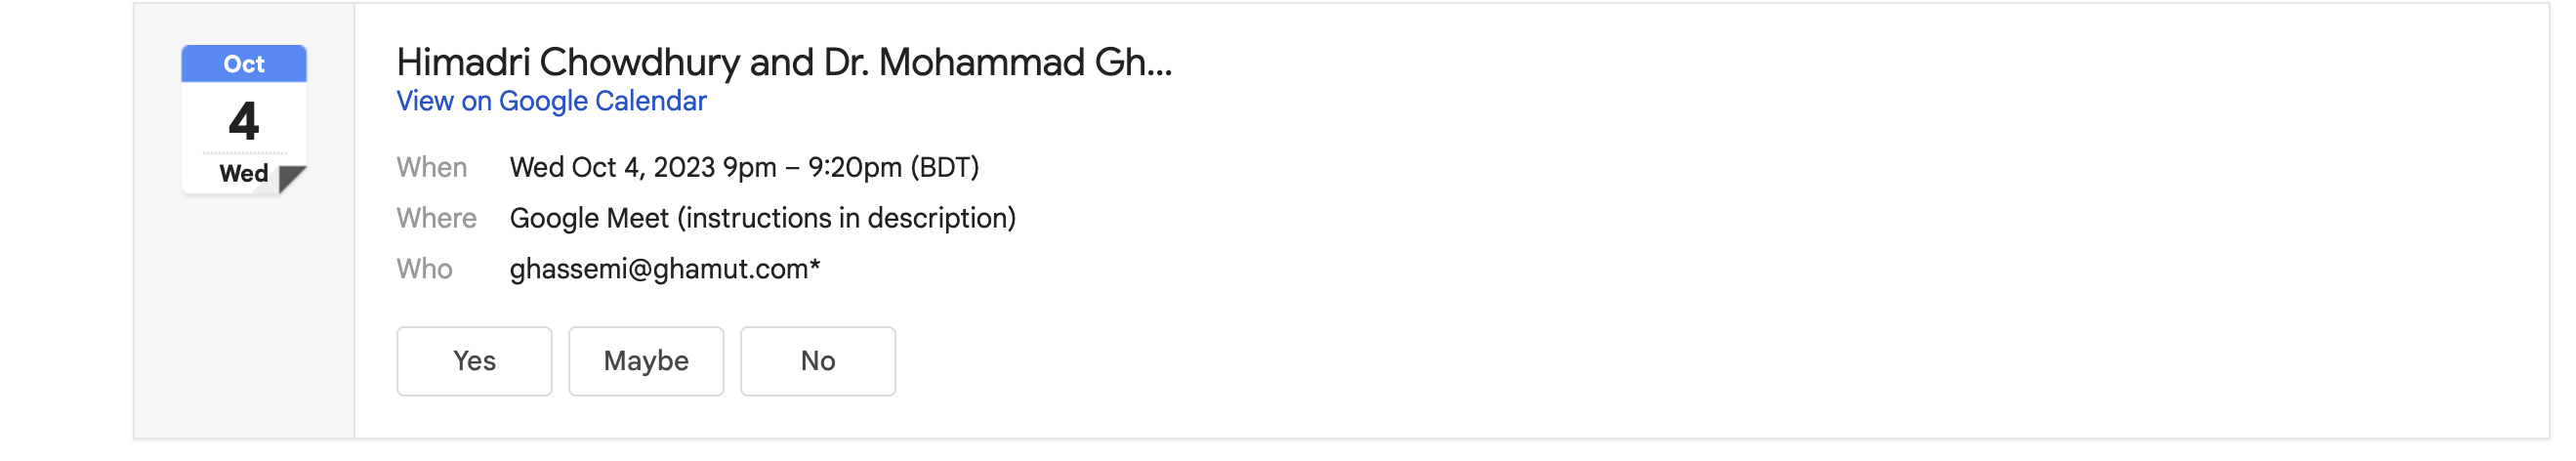 Oct
4
Wed
Himadri Chowdhury and Dr. Mohammad Gh...
View on Google Calendar
When Wed Oct 4, 2023 9pm – 9:20pm (BDT)
Where Google Meet (instructions in description)
Who ghassemi@ghamut.com*
Yes Maybe No